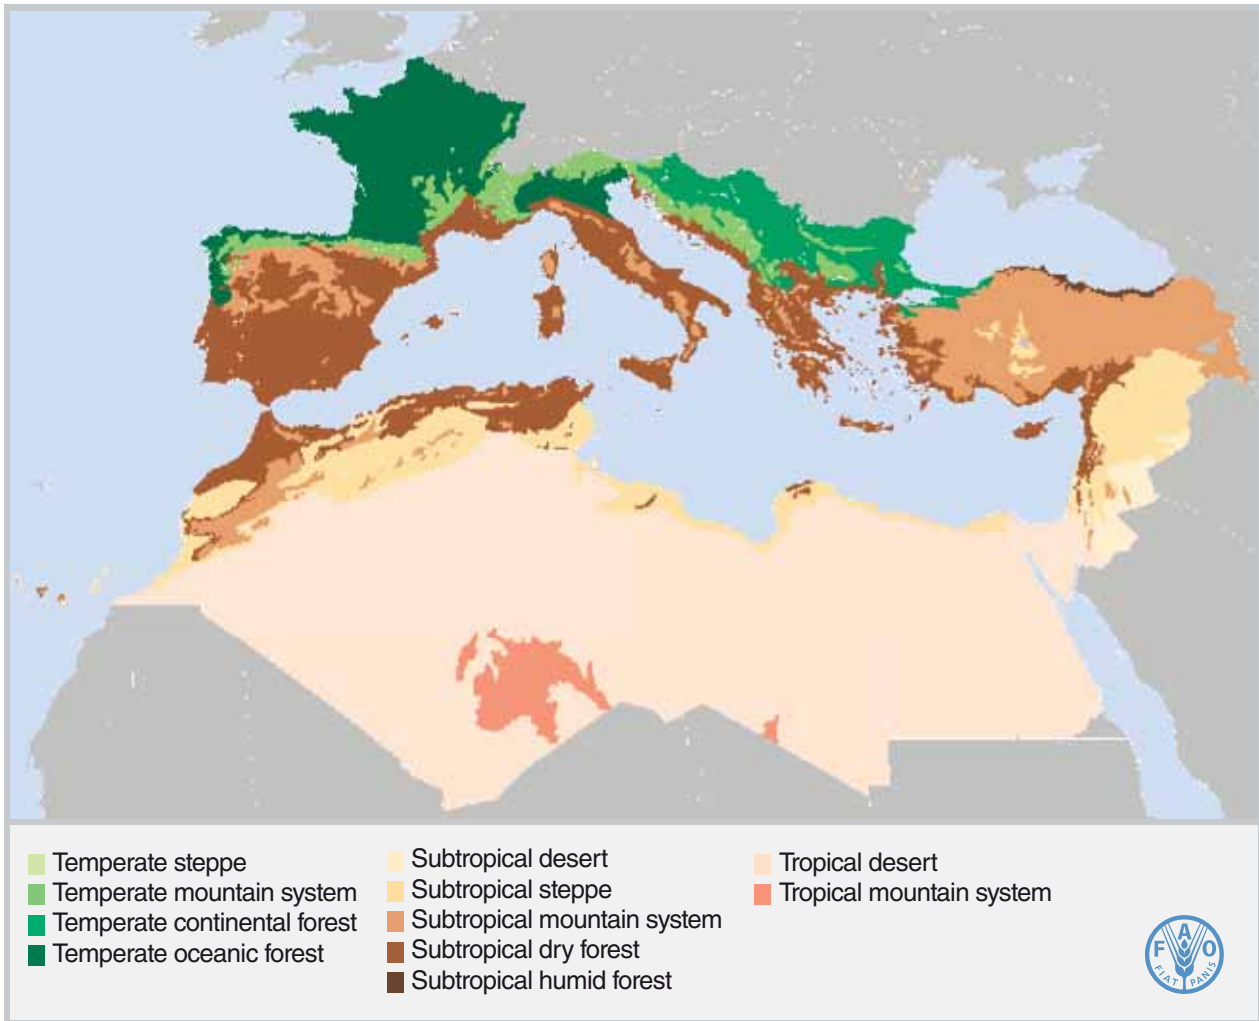 Temperate steppe
Temperate mountain system
Temperate continental forest
Temperate oceanic forest
Subtropical desert
Subtropical steppe
Subtropical mountain system
Subtropical dry forest
Subtropical humid forest
Tropical desert
Tropical mountain system
F A O
FIAT PANIS